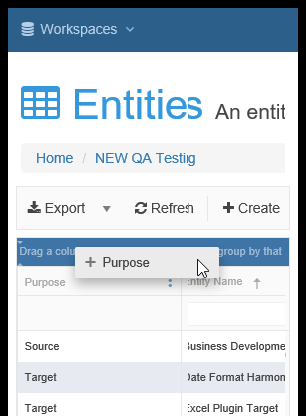 Workspaces
Entities An entit
Home / NEW QA Testing
Export Refresh + Create
Drag a colu group by that
+ Purpose
Purpose Entity Name
Source Business Developme
Target Date Format Harmon
Target Excel Plugin Target